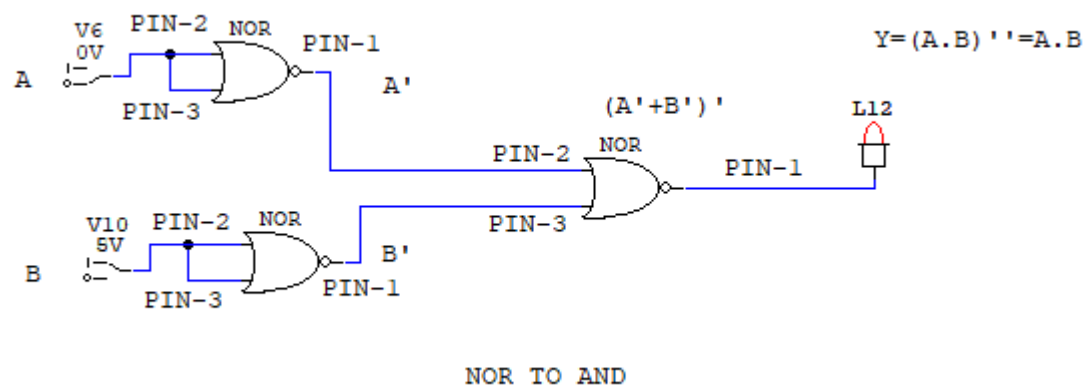 V6
0V
PIN-2
NOR
PIN-1
Y=(A.B)''=A.B
A
A'
PIN-3
(A'+B')'
L12
NOR
PIN-2
PIN-1
PIN-3
V10
5V
PIN-2
NOR
B
B'
PIN-3
PIN-1
NOR TO AND